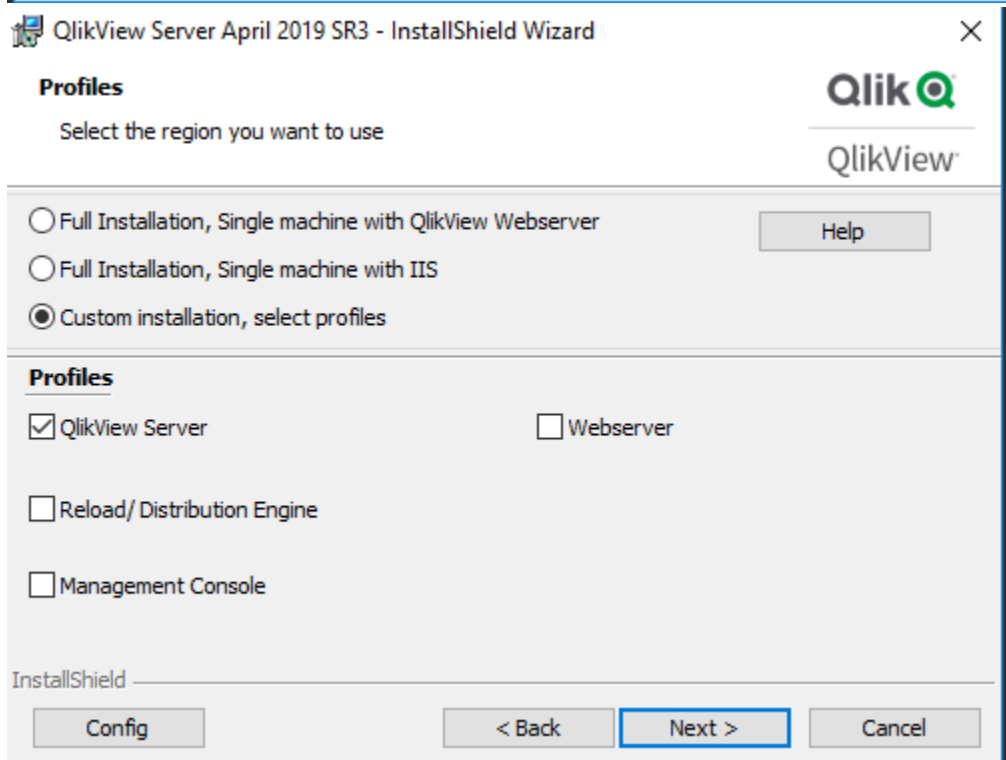 QlikView Server April 2019 SR3 - InstallShield Wizard
Profiles
Select the region you want to use
Qlik
QlikView
Full Installation, Single machine with QlikView Webserver
Help
Full Installation, Single machine with IIS
Custom installation, select profiles
Profiles
QlikView Server
Webserver
Reload/Distribution Engine
Management Console
InstallShield
Config
< Back
Next >
Cancel